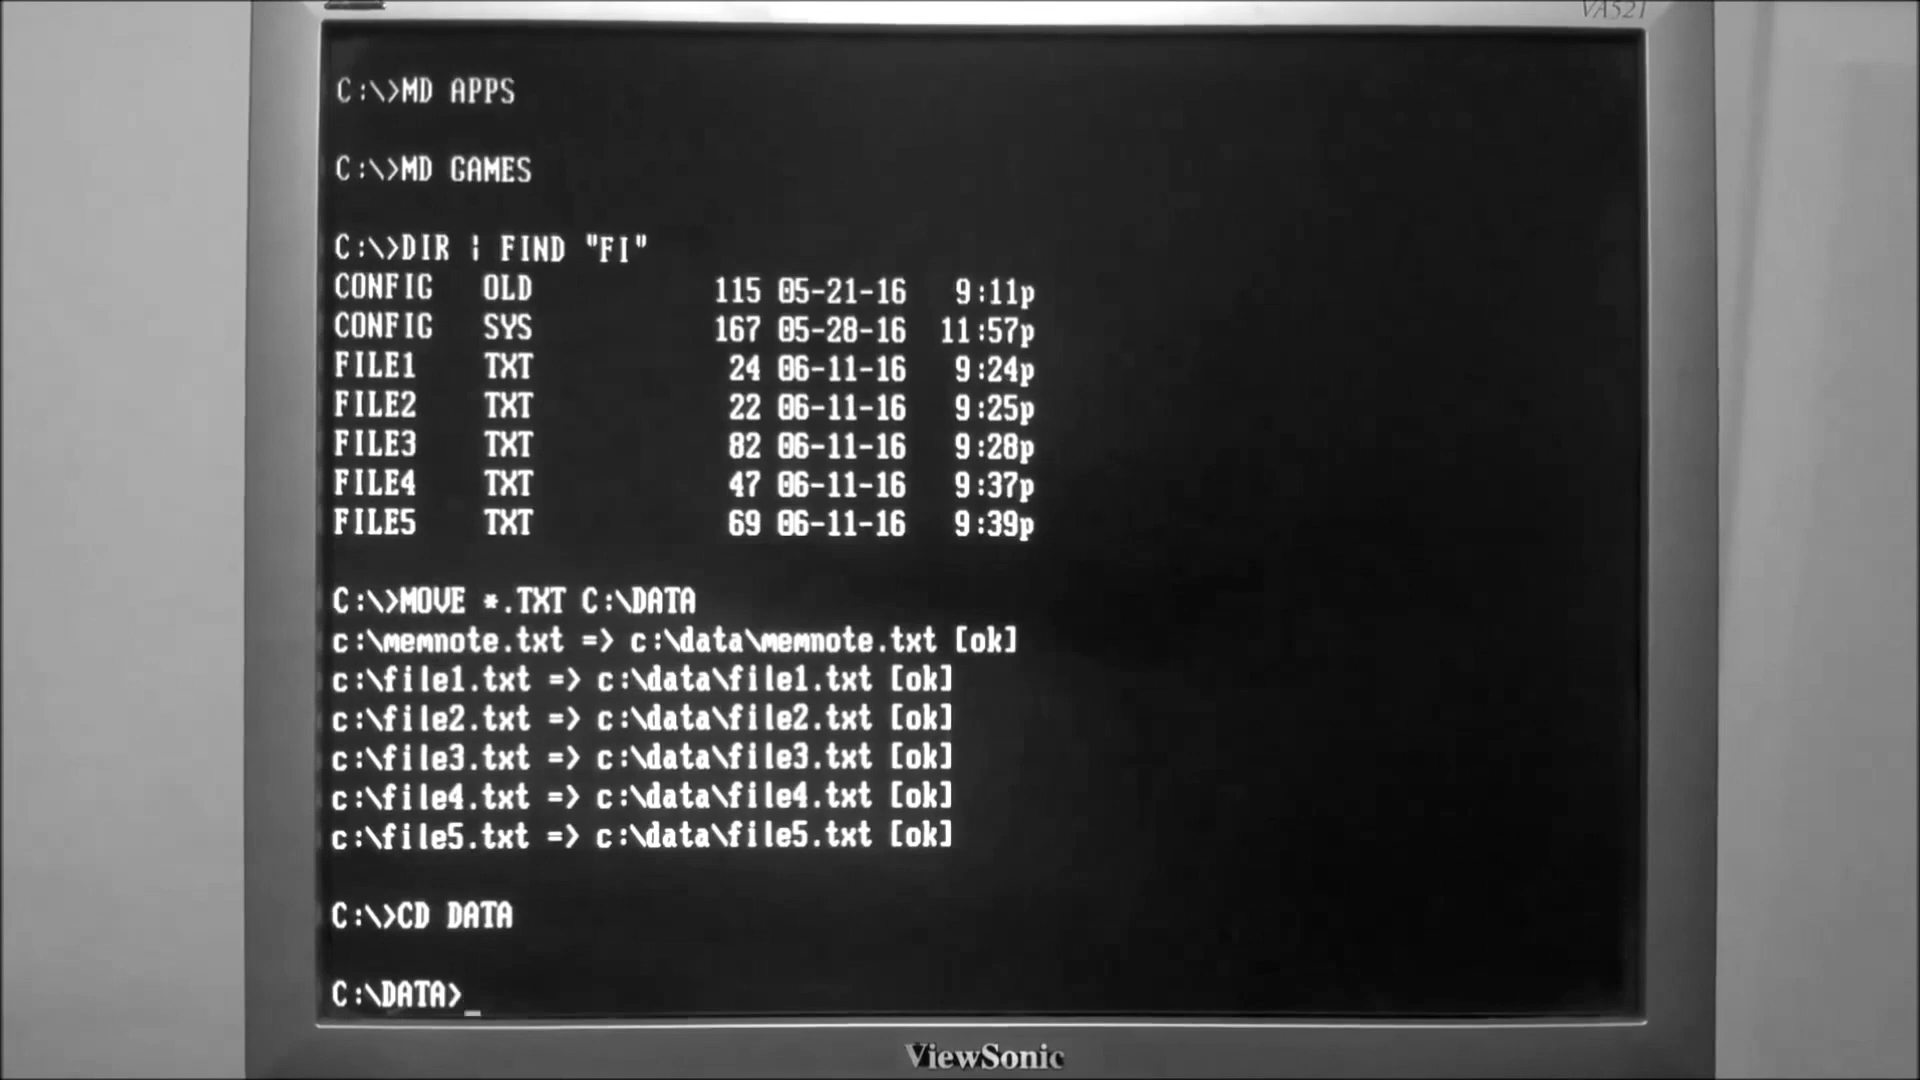 VA521
C:\>MD APPS
C:\>MD GAMES
C:\>DIR ¦ FIND "FI"
CONFIG   OLD           115 05-21-16   9:11p
CONFIG   SYS           167 05-28-16  11:57p
FILE1    TXT            24 06-11-16   9:24p
FILE2    TXT            22 06-11-16   9:25p
FILE3    TXT            82 06-11-16   9:28p
FILE4    TXT            47 06-11-16   9:37p
FILE5    TXT            69 06-11-16   9:39p
C:\>MOVE *.TXT C:\DATA
c:\memnote.txt => c:\data\memnote.txt [ok]
c:\file1.txt => c:\data\file1.txt [ok]
c:\file2.txt => c:\data\file2.txt [ok]
c:\file3.txt => c:\data\file3.txt [ok]
c:\file4.txt => c:\data\file4.txt [ok]
c:\file5.txt => c:\data\file5.txt [ok]
C:\>CD DATA
C:\DATA>_
ViewSonic